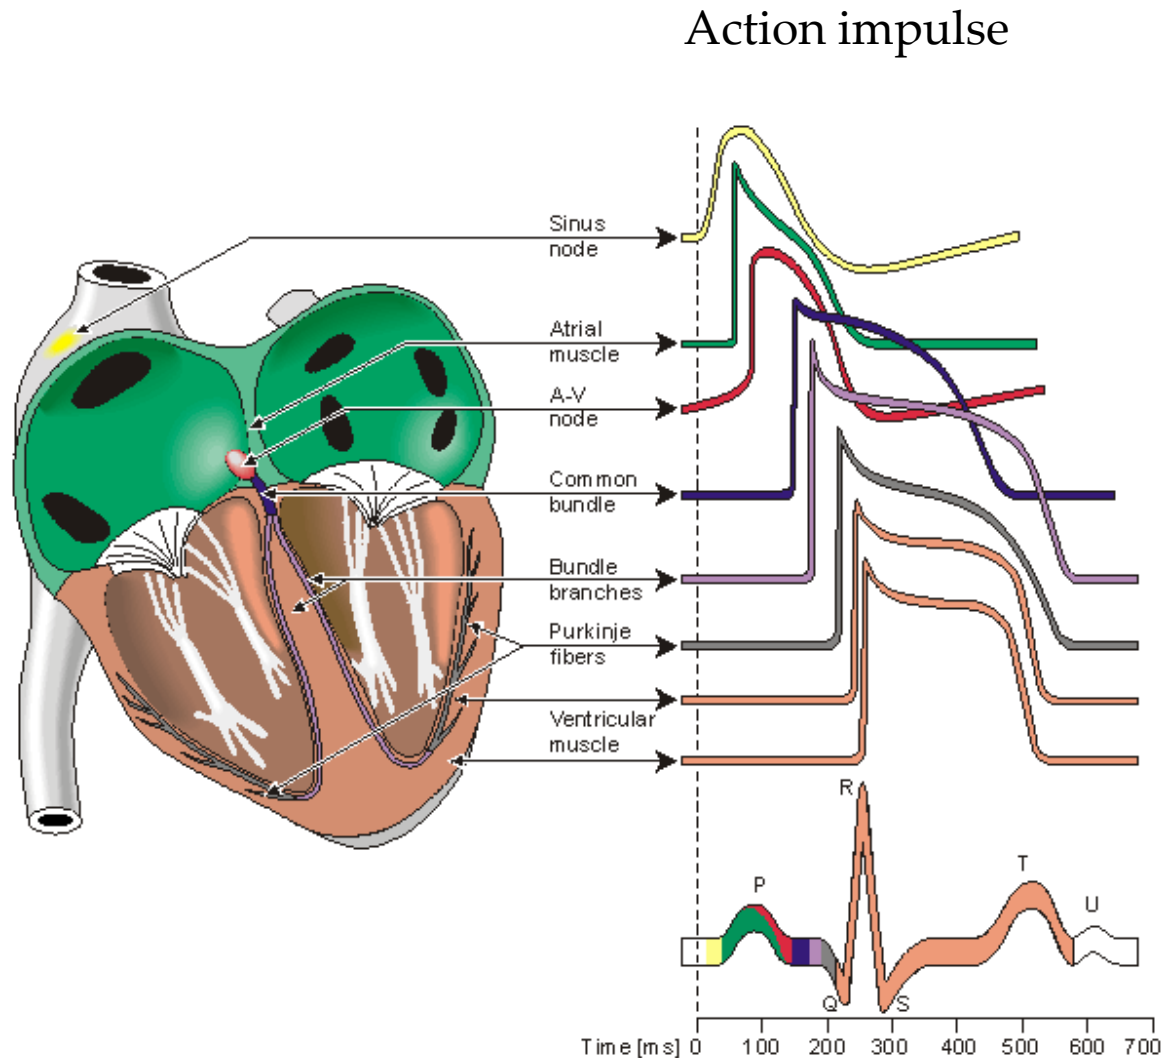 Action impulse
Sinus
node
Atrial
muscle
A-V
node
Common
bundle
Bundle
branches
Purkinje
fibers
Ventricular
muscle
R
P
T
U
Q
S
Time [ms] 0 100 200 300 400 500 600 700